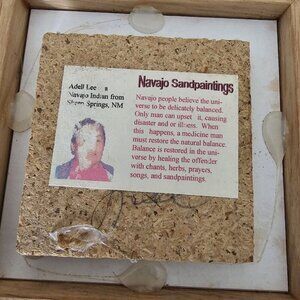 Navajo Sandpaintings
Adell Lee a
Navajo Indian from
Springs, NM
Navajo people believe the uni-
verse to be delicately balanced.
Only man can upset it, causing
disaster and or illness. When
this happens, a medicine man
must restore the natural balance.
Balance is restored in the uni-
verse by healing the offender
with chants, herbs, prayers,
songs, and sandpaintings.